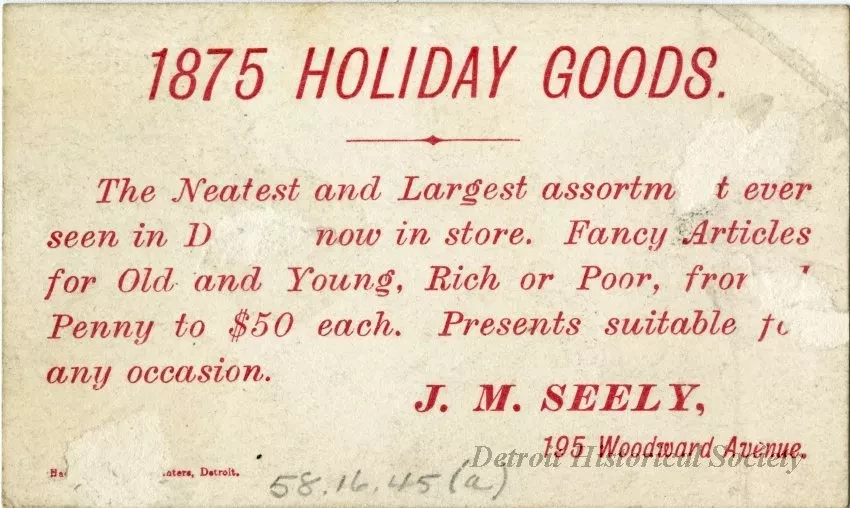 1875 HOLIDAY GOODS.
The Neatest and Largest ever
seen in now in store. Fancy Articles
for Old and Young, Rich or Poor,
Penny to $50 each. Presents suitable
any occasion.
J. M. SEELY,
195 Woodward Avenue.
Detroit Historical Society
Detroit.
58.16.45(a)